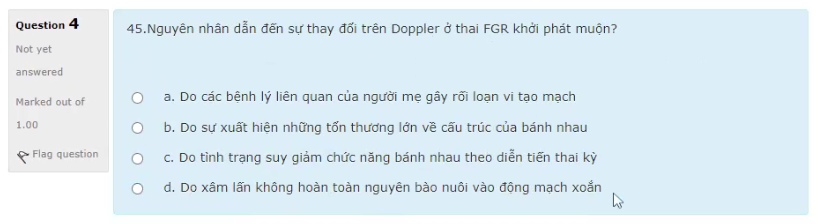 Question 4
Not yet
answered
Marked out of
1.00
Flag question
45.Nguyên nhân dẫn đến sự thay đổi trên Doppler ở thai FGR khởi phát muộn?
a. Do các bệnh lý liên quan của người mẹ gây rối loạn vi tạo mạch
b. Do sự xuất hiện những tổn thương lớn về cấu trúc của bánh nhau
c. Do tình trạng suy giảm chức năng bánh nhau theo diễn tiến thai kỳ
d. Do xâm lấn không hoàn toàn nguyên bào nuôi vào động mạch xoắn